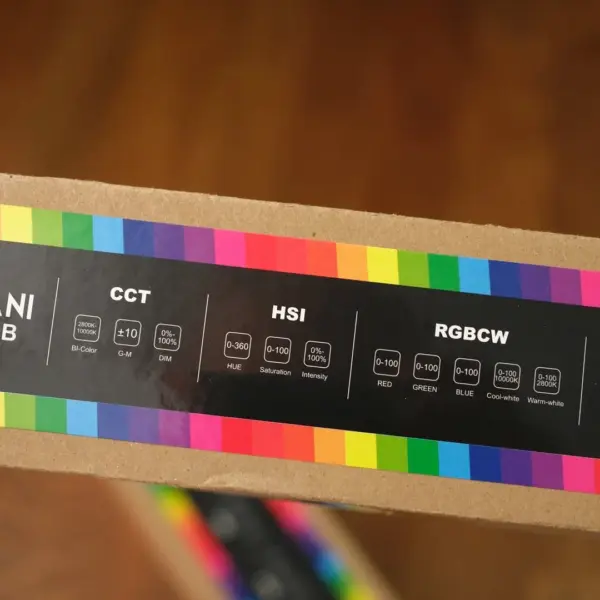 ANI
B
CCT
2800K-
10000K
±10
0%-
100%
BI-Color
G-M
DIM
HSI
0-360
0-100
0%-
100%
HUE
Saturation
Intensity
RGBCW
0-100
0-100
0-100
0-100
10000K
0-100
2800K
RED
GREEN
BLUE
Cool-white
Warm-white